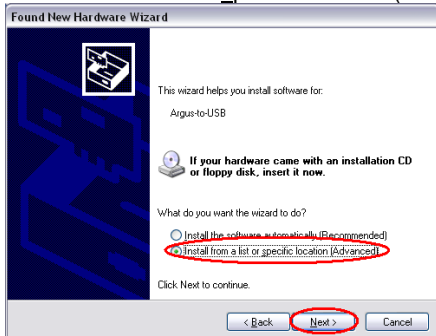 Found New Hardware Wizard
This wizard helps you install software for:
Argus-to-USB
If your hardware came with an installation CD
or floppy disk, insert it now.
What do you want the wizard to do?
Install the software automatically (Recommended)
Install from a list or specific location (Advanced)
Click Next to continue.
< Back
Next >
Cancel